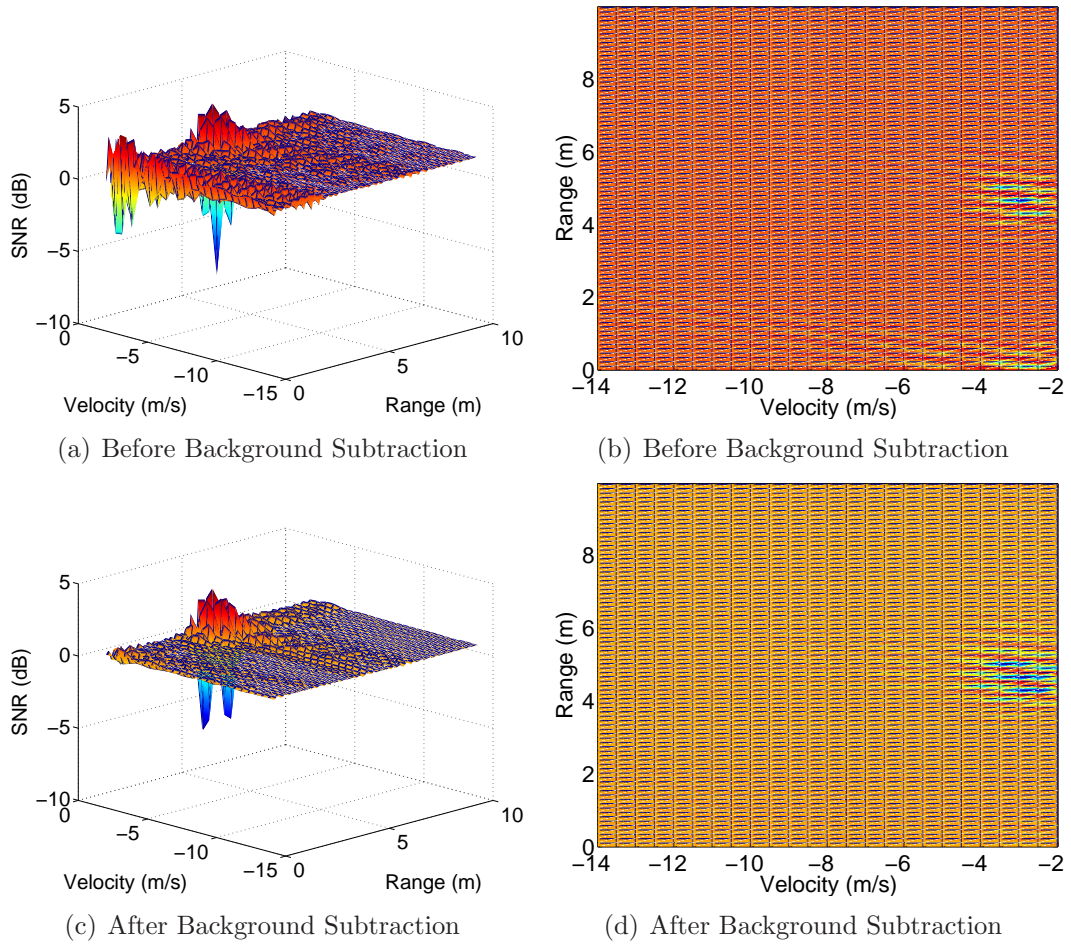 5
0
−5
−10
SNR (dB)
0
−5
−10
−15
Velocity (m/s)
0
5
10
Range (m)
(a) Before Background Subtraction
8
6
4
2
0
Range (m)
−14 −12 −10 −8 −6 −4 −2
Velocity (m/s)
(b) Before Background Subtraction
5
0
−5
−10
SNR (dB)
0
−5
−10
−15
Velocity (m/s)
0
5
10
Range (m)
(c) After Background Subtraction
8
6
4
2
0
Range (m)
−14 −12 −10 −8 −6 −4 −2
Velocity (m/s)
(d) After Background Subtraction